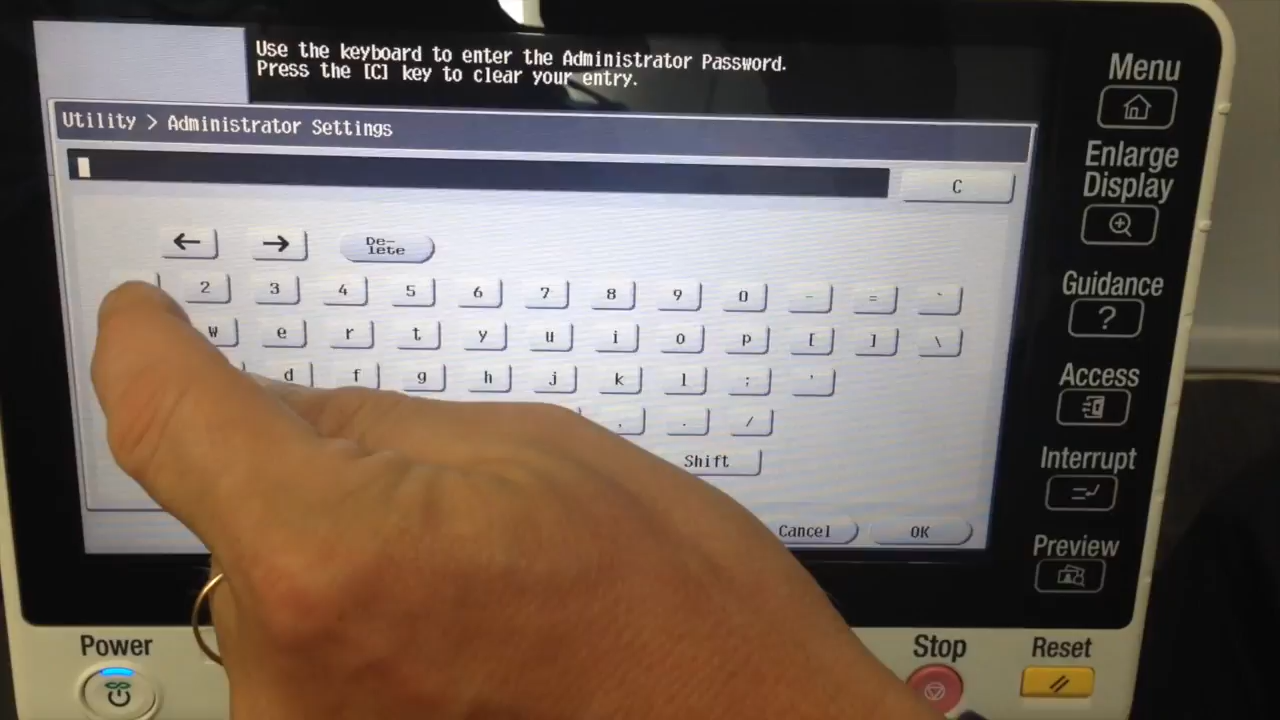 Use the keyboard to enter the Administrator Password.
Press the [C] key to clear your entry.
Menu
Utility > Administrator Settings
Enlarge
Display
C
De-
lete
Guidance
?
2 3 4 5 6 7 8 9 0 - = `
w e r t y u i o p [ ] \
Access
d f g h j k l ; '
, . /
Interrupt
Shift
Cancel OK
Preview
Power
Stop
Reset